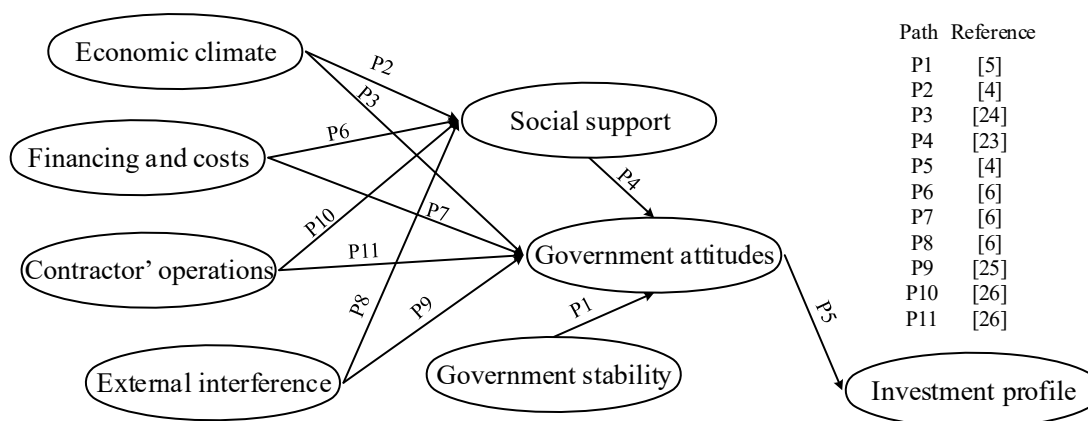 Economic climate
Financing and costs
Contractor’ operations
External interference
Social support
Government attitudes
Government stability
Investment profile
P2
P3
P6
P10
P7
P11
P8
P9
P4
P1
P5
Path Reference
P1 [5]
P2 [4]
P3 [24]
P4 [23]
P5 [4]
P6 [6]
P7 [6]
P8 [6]
P9 [25]
P10 [26]
P11 [26]